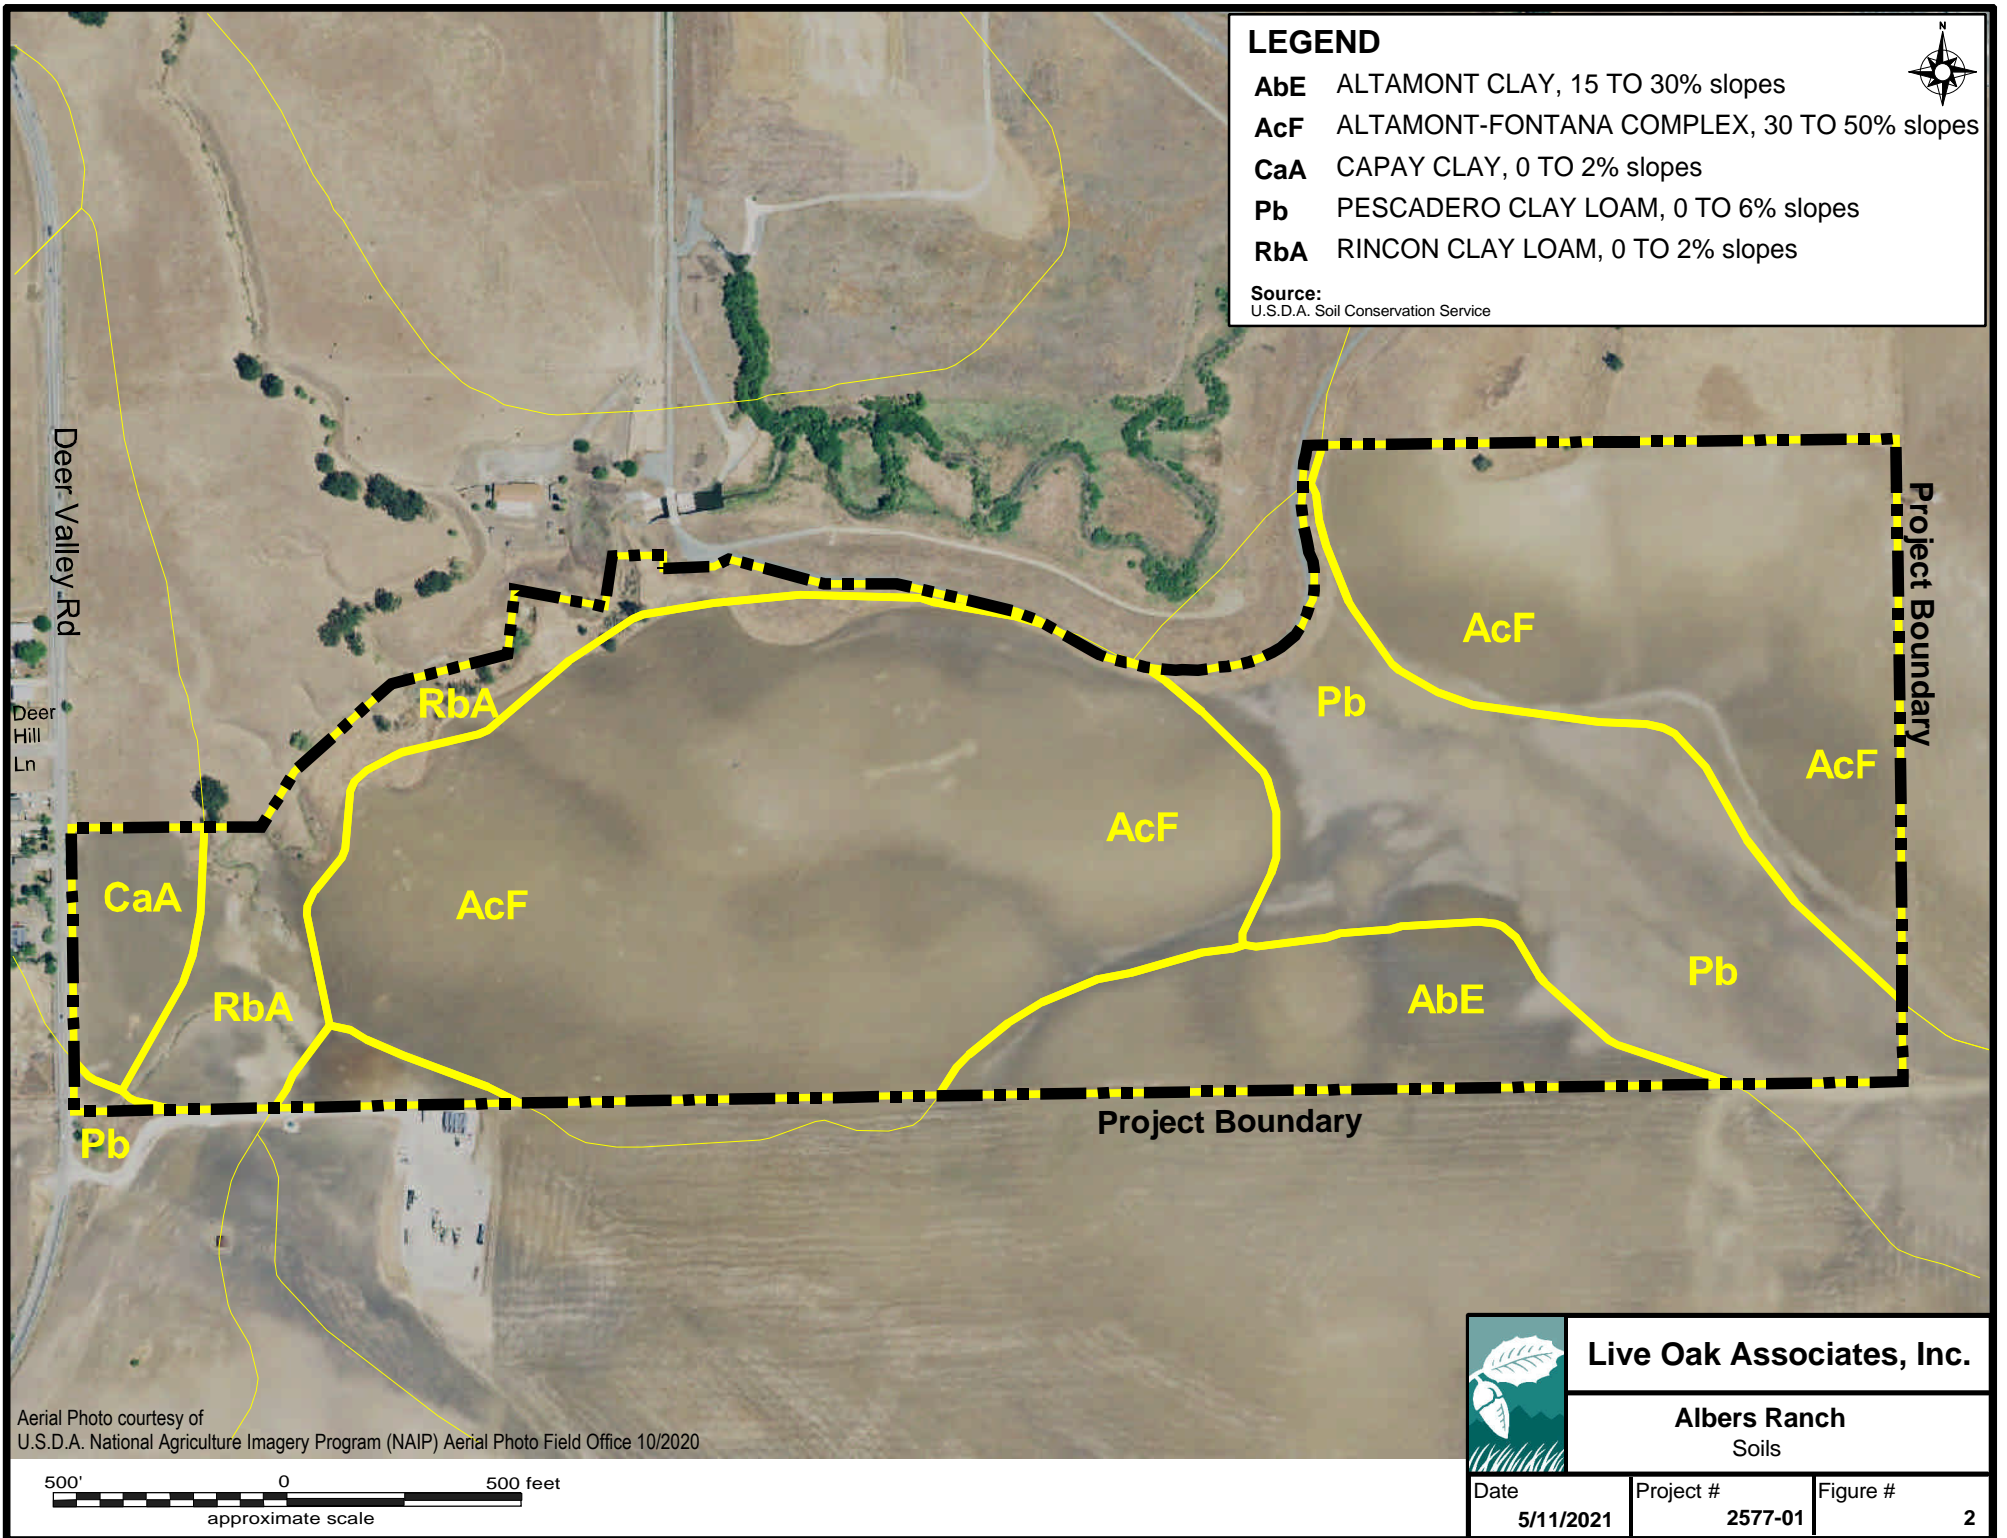 LEGEND
N
AbE ALTAMONT CLAY, 15 TO 30% slopes
AcF ALTAMONT-FONTANA COMPLEX, 30 TO 50% slopes
CaA CAPAY CLAY, 0 TO 2% slopes
Pb PESCADERO CLAY LOAM, 0 TO 6% slopes
RbA RINCON CLAY LOAM, 0 TO 2% slopes
Source:
U.S.D.A. Soil Conservation Service
Deer Valley Rd
Project Boundary
AcF
RbA
Pb
Deer
Hill
Ln
AcF
AcF
CaA
AcF
Pb
RbA
AbE
Project Boundary
Pb
Aerial Photo courtesy of
U.S.D.A. National Agriculture Imagery Program (NAIP) Aerial Photo Field Office 10/2020
500' 0 500 feet
approximate scale
Live Oak Associates, Inc.
Albers Ranch
Soils
Date
5/11/2021
Project #
2577-01
Figure #
2